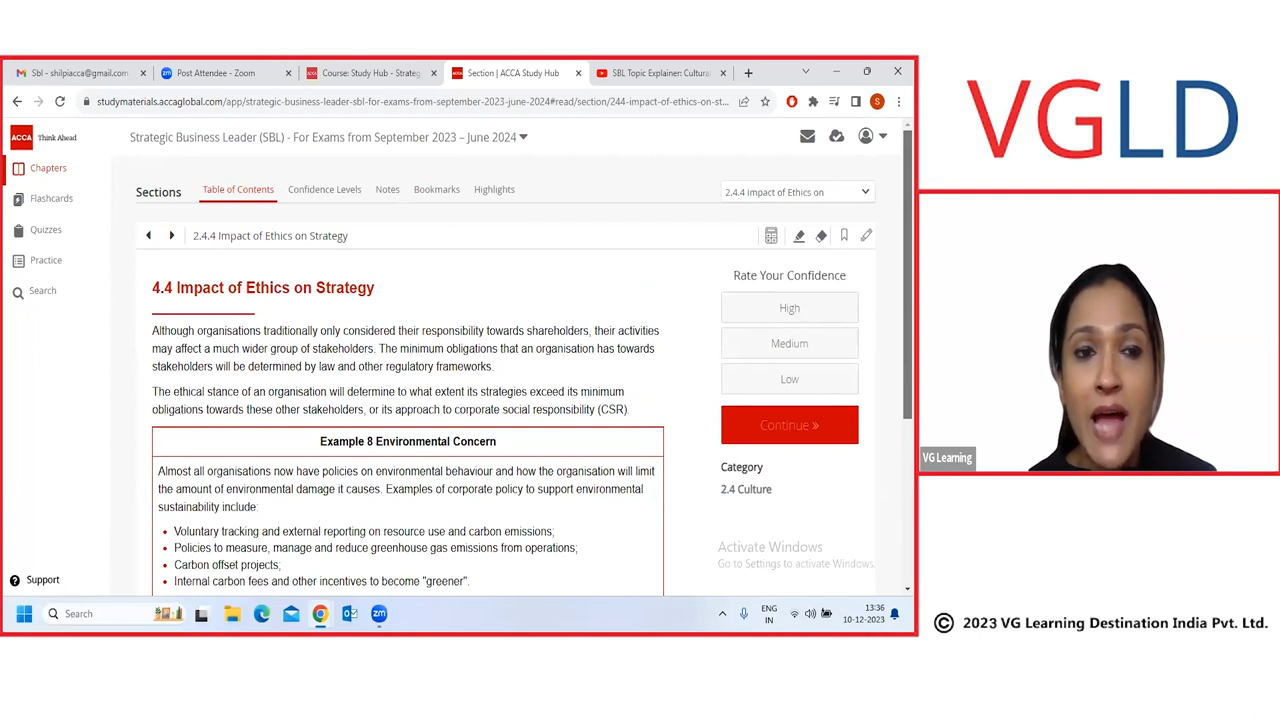 Sbl - shilpiacca@gmail.com
Post Attendee - Zoom
Course: Study Hub - Strateg
Section | ACCA Study Hub
SBL Topic Explainer: Cultural
studymaterials.accaglobal.com/app/strategic-business-leader-sbl-for-exams-from-september-2023-june-2024#read/section/244-impact-of-ethics-on-st...
S
ACCA
Think Ahead
Strategic Business Leader (SBL) - For Exams from September 2023 – June 2024
Chapters
Flashcards
Quizzes
Practice
Search
Support
Sections
Table of Contents
Confidence Levels
Notes
Bookmarks
Highlights
2.4.4 Impact of Ethics on
2.4.4 Impact of Ethics on Strategy
4.4 Impact of Ethics on Strategy
Although organisations traditionally only considered their responsibility towards shareholders, their activities
may affect a much wider group of stakeholders. The minimum obligations that an organisation has towards
stakeholders will be determined by law and other regulatory frameworks.
The ethical stance of an organisation will determine to what extent its strategies exceed its minimum
obligations towards these other stakeholders, or its approach to corporate social responsibility (CSR).
Example 8 Environmental Concern
Almost all organisations now have policies on environmental behaviour and how the organisation will limit
the amount of environmental damage it causes. Examples of corporate policy to support environmental
sustainability include:
• Voluntary tracking and external reporting on resource use and carbon emissions;
• Policies to measure, manage and reduce greenhouse gas emissions from operations;
• Carbon offset projects;
• Internal carbon fees and other incentives to become "greener".
Rate Your Confidence
High
Medium
Low
Continue »
Category
2.4 Culture
Activate Windows
Go to Settings to activate Windows.
Search
zm
ENG
IN
13:36
10-12-2023
VGLD
VG Learning
© 2023 VG Learning Destination India Pvt. Ltd.